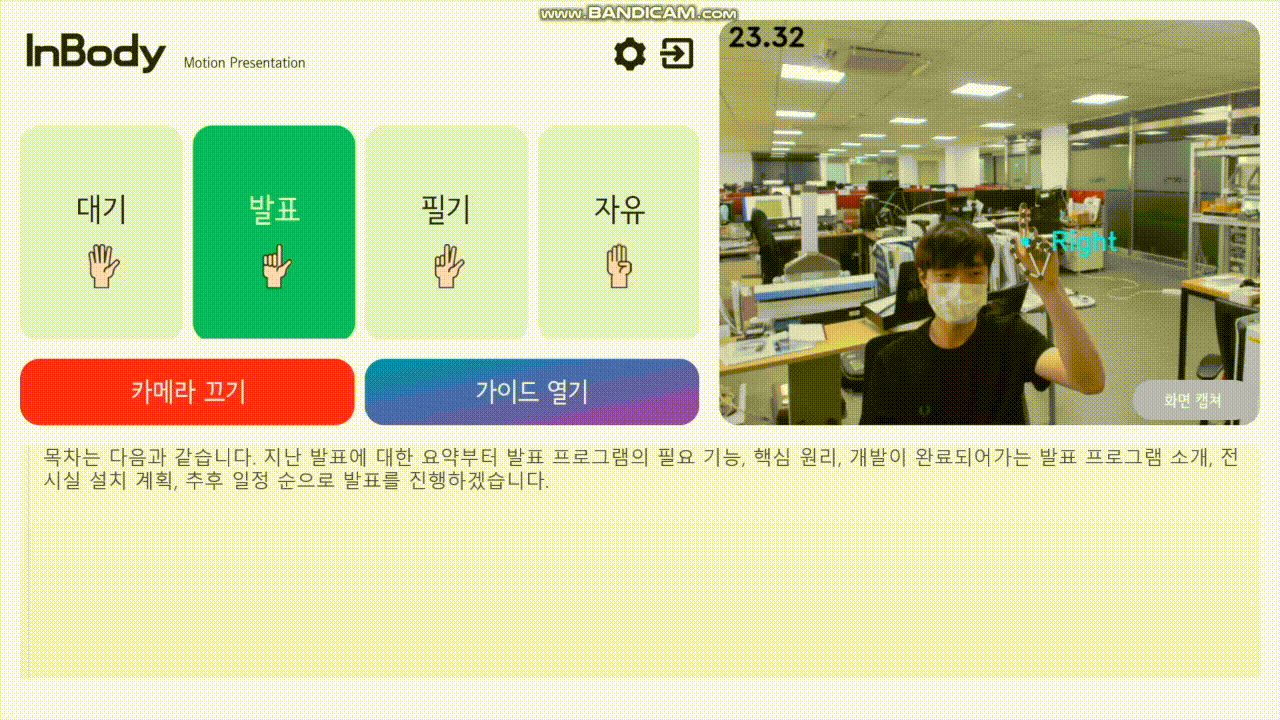 www.BANDICAM.com
InBody
Motion Presentation
23.32
대기
발표
필기
자유
Right
카메라 끄기
가이드 열기
화면 캡쳐
목차는 다음과 같습니다. 지난 발표에 대한 요약부터 발표 프로그램의 필요 기능, 핵심 원리, 개발이 완료되어가는 발표 프로그램 소개, 전
시실 설치 계획, 추후 일정 순으로 발표를 진행하겠습니다.